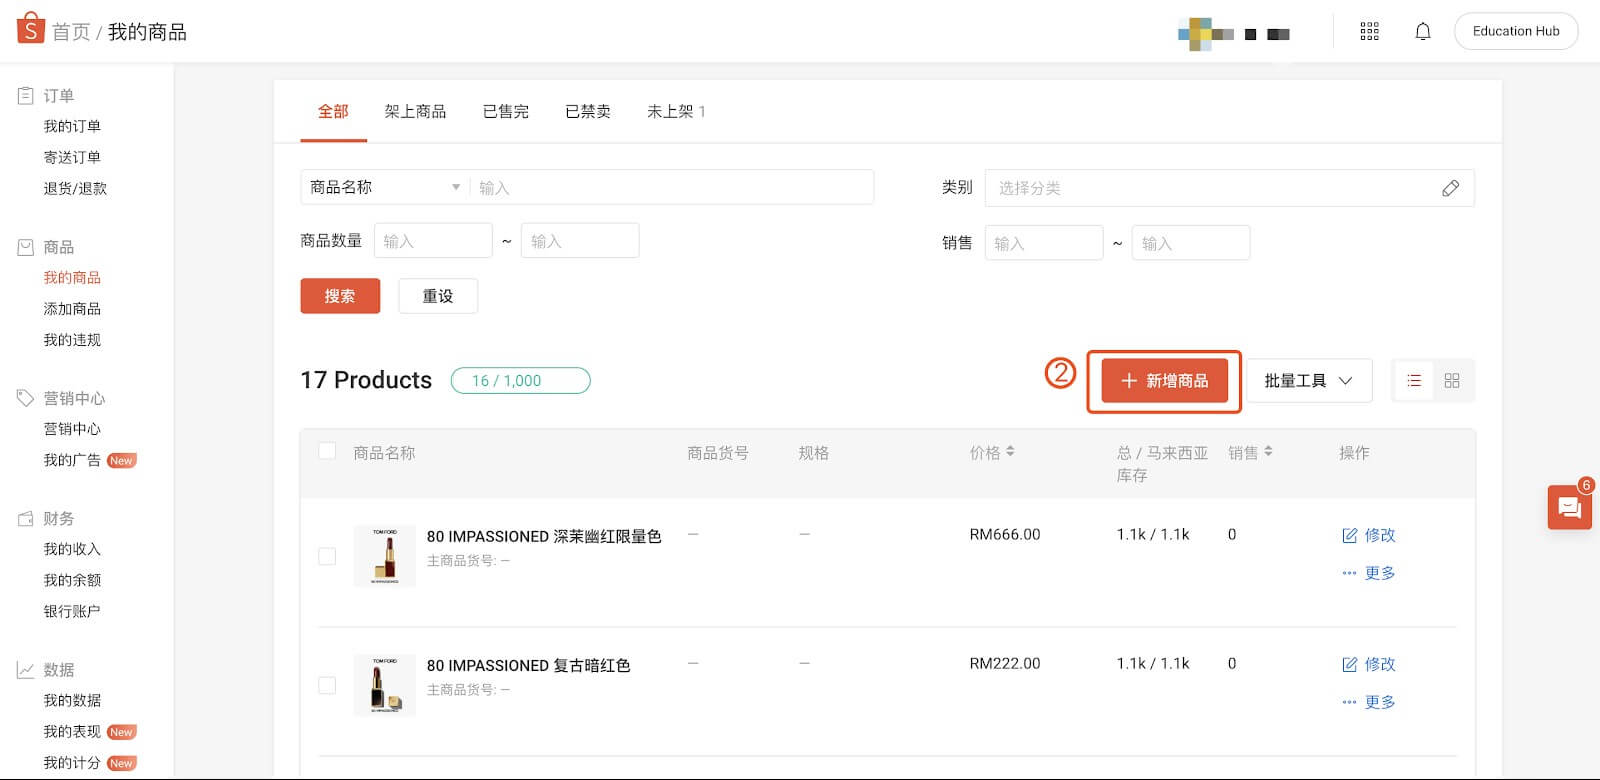 首页 / 我的商品
Education Hub
订单
我的订单
寄送订单
退货/退款
商品
我的商品
添加商品
我的违规
营销中心
营销中心
我的广告 New
财务
我的收入
我的余额
银行账户
数据
我的数据
我的表现 New
我的计分 New
全部 架上商品 已售完 已禁卖 未上架 1
商品名称 输入 类别 选择分类
商品数量 输入 ~ 输入 销售 输入 ~ 输入
搜索 重设
17 Products 16 / 1,000 ② + 新增商品 批量工具
商品名称 商品货号 规格 价格 总 / 马来西亚 销售 操作
库存
TOM FORD
80 IMPASSIONED
80 IMPASSIONED 深茉幽红限量色 — — RM666.00 1.1k / 1.1k 0 修改
主商品货号: —
更多
TOM FORD
80 IMPASSIONED
80 IMPASSIONED 复古暗红色 — — RM222.00 1.1k / 1.1k 0 修改
主商品货号: —
更多
6